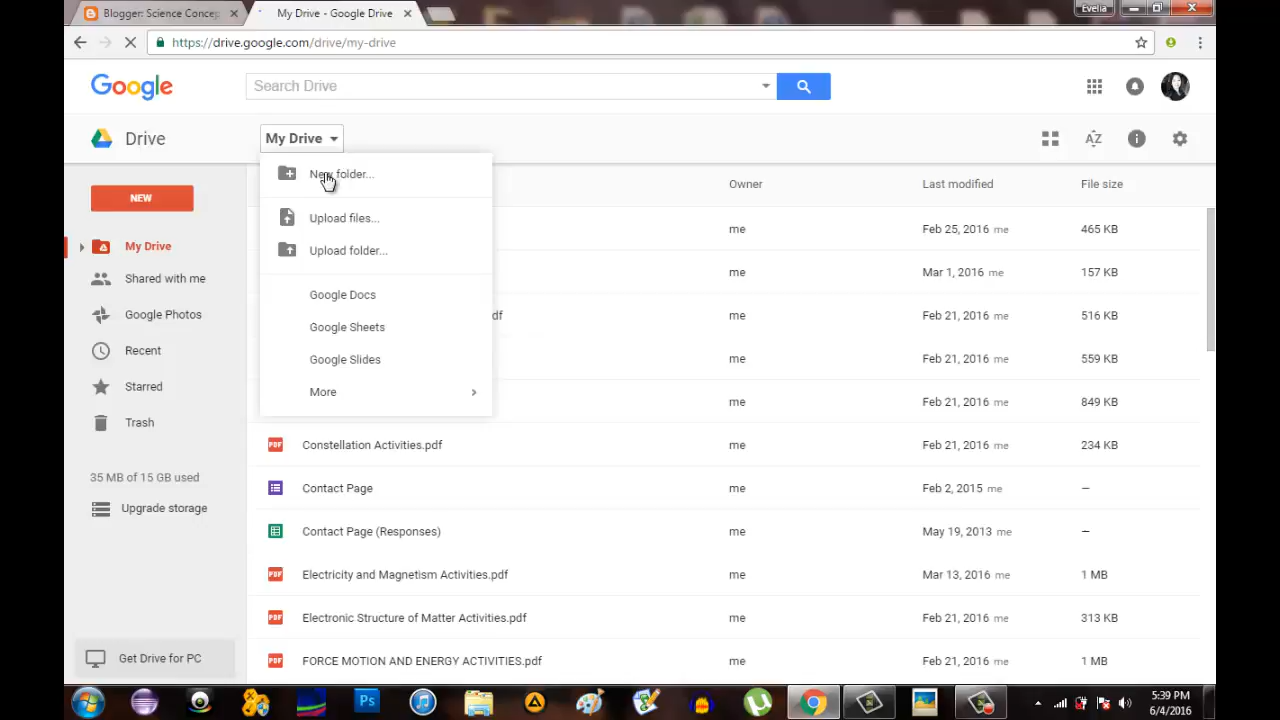 Blogger: Science Concep
My Drive - Google Drive
Evelia
https://drive.google.com/drive/my-drive
Google
Search Drive
Drive
My Drive
NEW
My Drive
Shared with me
Google Photos
Recent
Starred
Trash
35 MB of 15 GB used
Upgrade storage
Get Drive for PC
New folder...
Upload files...
Upload folder...
Google Docs
Google Sheets
Google Slides
More
Owner Last modified File size
me Feb 25, 2016 me 465 KB
me Mar 1, 2016 me 157 KB
df me Feb 21, 2016 me 516 KB
me Feb 21, 2016 me 559 KB
me Feb 21, 2016 me 849 KB
PDF Constellation Activities.pdf me Feb 21, 2016 me 234 KB
Contact Page me Feb 2, 2015 me –
Contact Page (Responses) me May 19, 2013 me –
PDF Electricity and Magnetism Activities.pdf me Mar 13, 2016 me 1 MB
PDF Electronic Structure of Matter Activities.pdf me Feb 21, 2016 me 313 KB
PDF FORCE MOTION AND ENERGY ACTIVITIES.pdf me Feb 21, 2016 me 1 MB
Ps
5:39 PM
6/4/2016